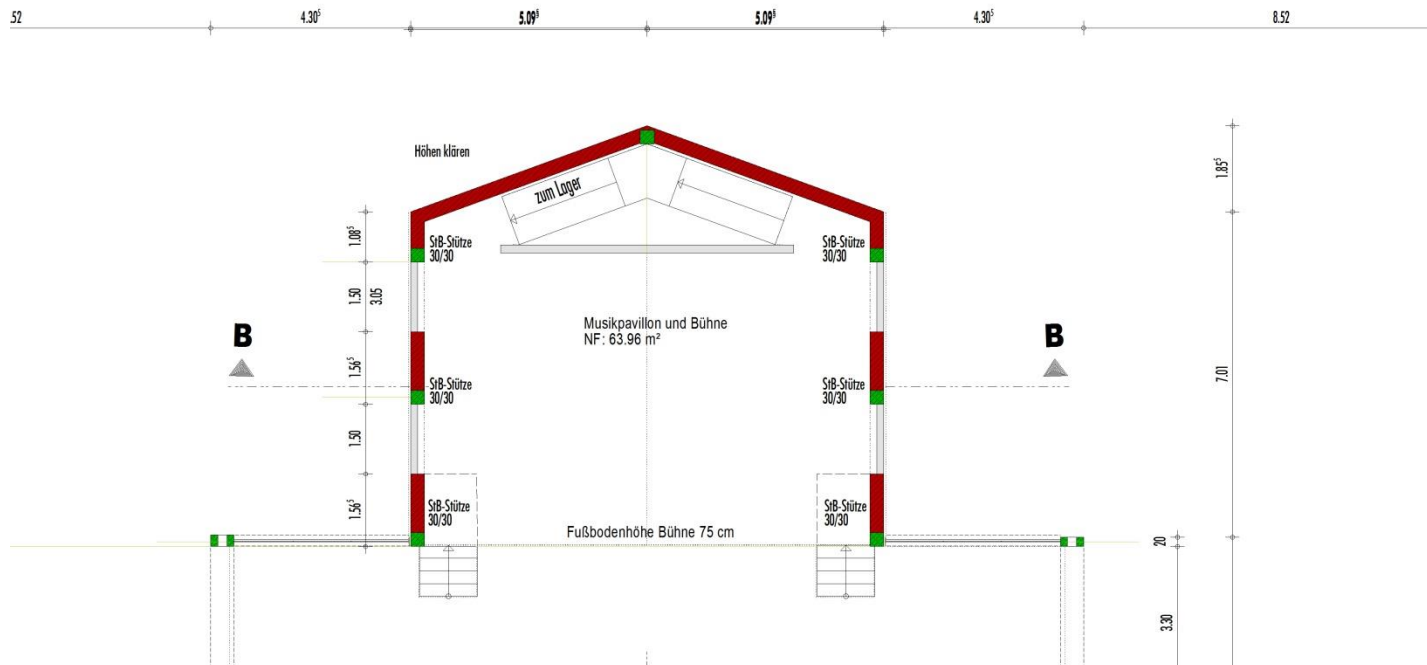 .52
4.30⁵
5.09⁵
5.09⁵
4.30⁵
8.52
Höhen klären
zum Lager
1.85⁵
1.08⁵
StB-Stütze
30/30
StB-Stütze
30/30
1.50
3.05
Musikpavillon und Bühne
NF: 63.96 m²
B
B
1.56⁵
StB-Stütze
30/30
StB-Stütze
30/30
7.01
1.50
1.56⁵
StB-Stütze
30/30
StB-Stütze
30/30
Fußbodenhöhe Bühne 75 cm
20
3.30